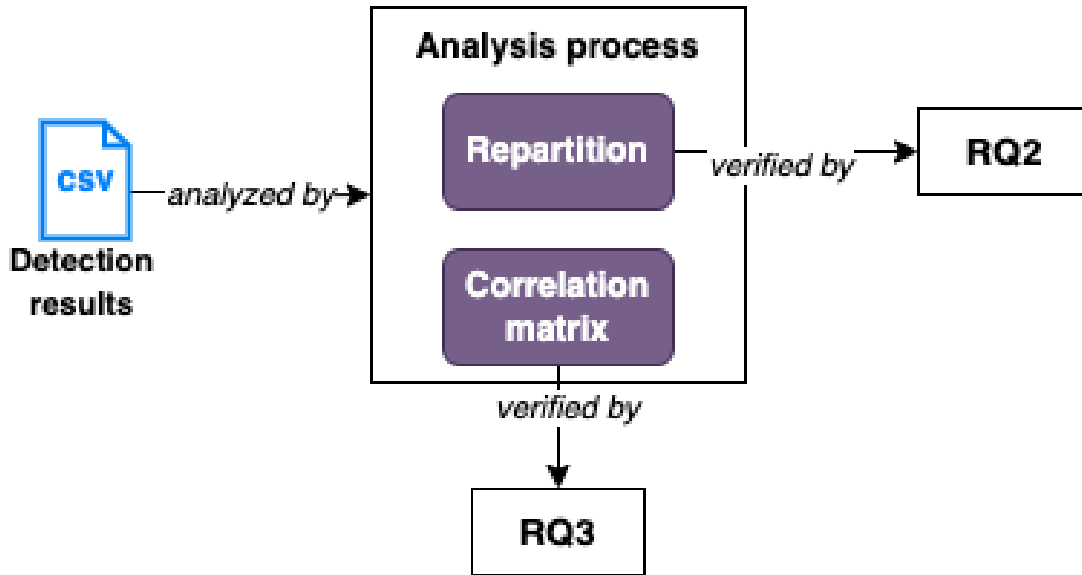 Analysis process
Repartition
verified by
RQ2
csv
analyzed by
Detection
results
Correlation
matrix
verified by
RQ3